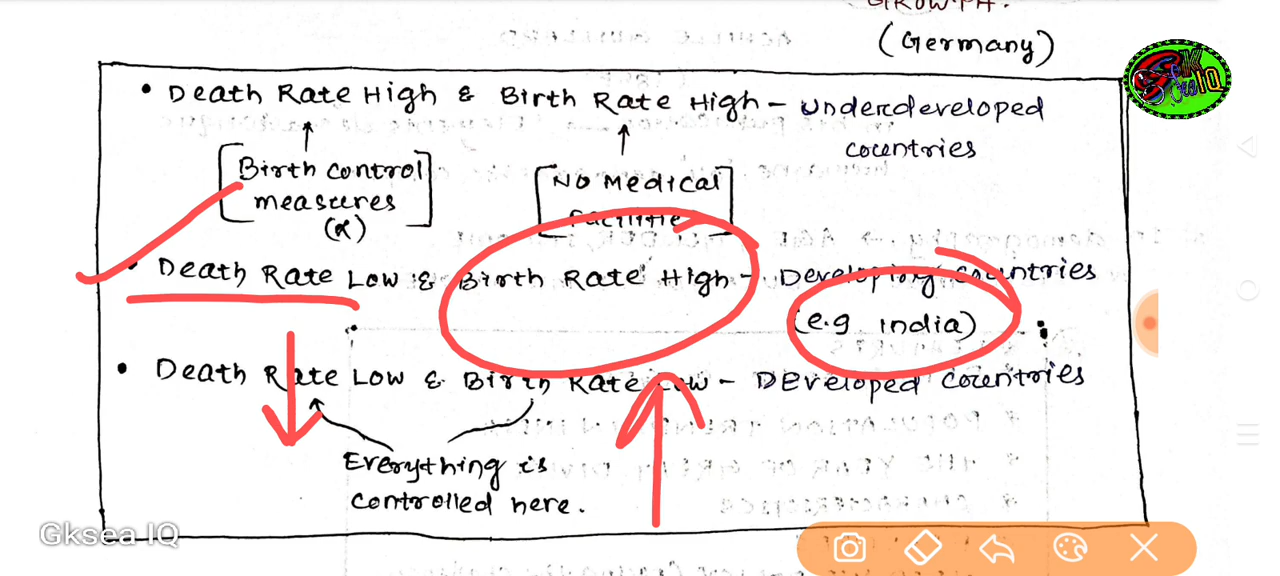 (Germany)
• Death Rate High & Birth Rate High - underdeveloped
countries
[Birth control
measures
(x)]
[No Medical
facilities]
• Death Rate Low & Birth Rate High - Developing countries
(e.g India)
• Death Rate Low & Birth Rate Low - Developed countries
Everything is
controlled here.
Gksea IQ